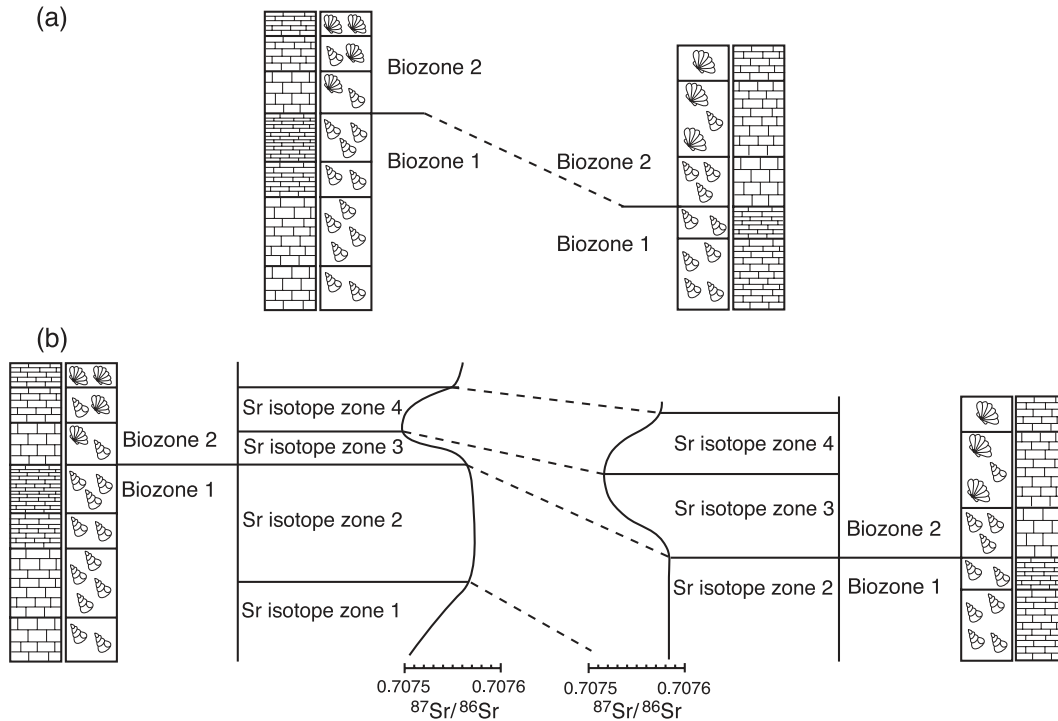 (a)
Biozone 2
Biozone 1
Biozone 2
Biozone 1
(b)
Biozone 2
Biozone 1
Sr isotope zone 4
Sr isotope zone 3
Sr isotope zone 2
Sr isotope zone 1
Sr isotope zone 4
Sr isotope zone 3
Sr isotope zone 2
Biozone 2
Biozone 1
0.7075 0.7076
⁸⁷Sr/⁸⁶Sr
0.7075 0.7076
⁸⁷Sr/⁸⁶Sr